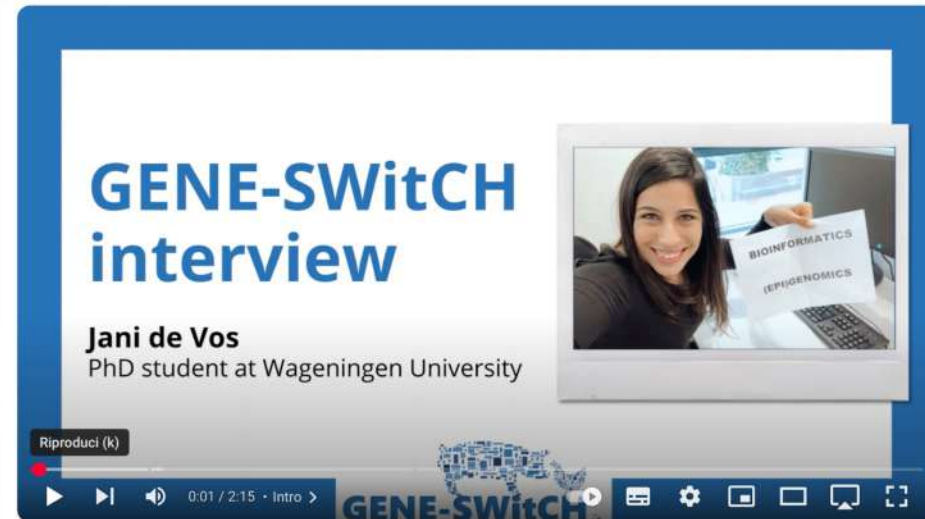 GENE-SWitCH
interview
Jani de Vos
PhD student at Wageningen University
BIOINFORMATICS
(EPI)GENOMICS
Riproduci (k)
0:01 / 2:15 • Intro >
GENE-SWitCH